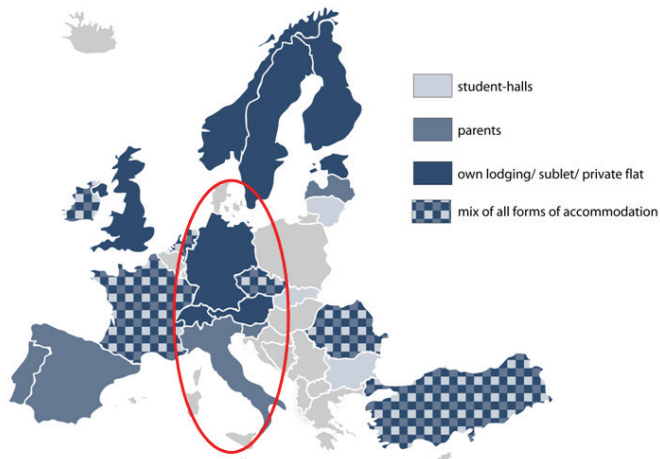 student-halls
parents
own lodging/ sublet/ private flat
mix of all forms of accommodation